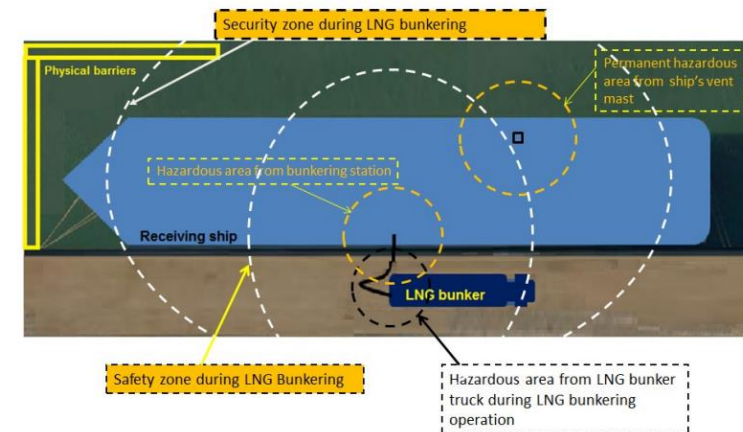 Security zone during LNG bunkering
Physical barriers
Permanent hazardous
area from ship's vent
mast
Hazardous area from bunkering station
Receiving ship
LNG bunker
Safety zone during LNG Bunkering
Hazardous area from LNG bunker
truck during LNG bunkering
operation